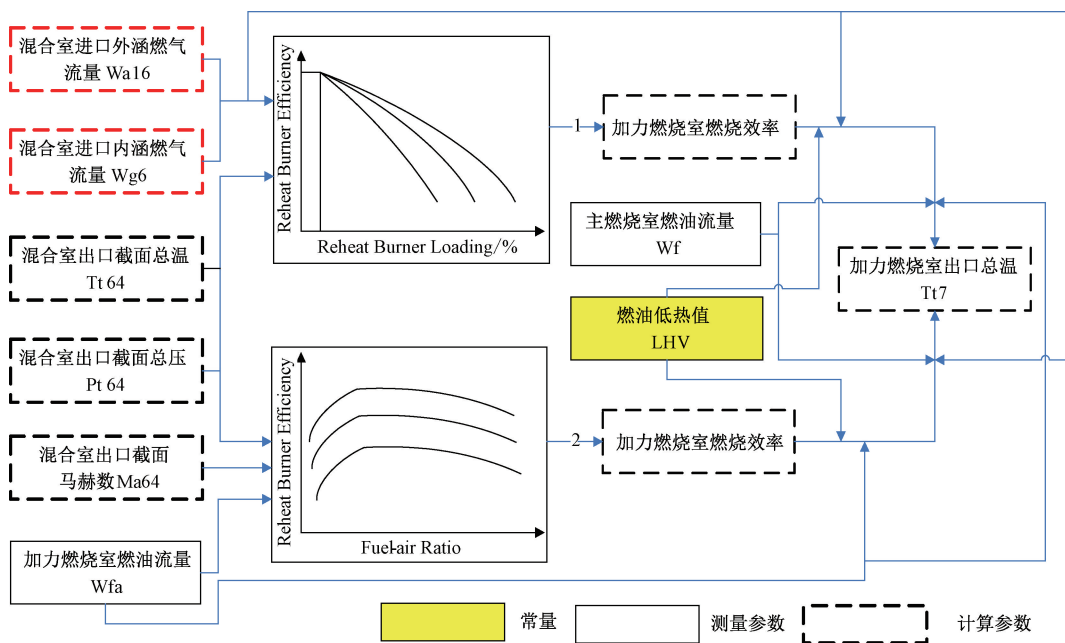 混合室进口外涵燃气
流量 Wa16
混合室进口内涵燃气
流量 Wg6
混合室出口截面总温
Tt 64
混合室出口截面总压
Pt 64
混合室出口截面
马赫数Ma64
加力燃烧室燃油流量
Wfa
Reheat Burner Efficiency
Reheat Burner Loading/%
Reheat Burner Efficiency
Fuel-air Ratio
1
加力燃烧室燃烧效率
主燃烧室燃油流量
Wf
燃油低热值
LHV
2
加力燃烧室燃烧效率
加力燃烧室出口总温
Tt7
常量
测量参数
计算参数